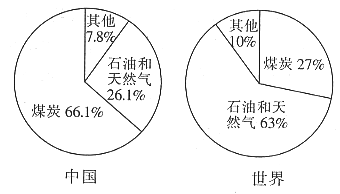 其他
7.8%
石油和
天然气
26.1%
煤炭 66.1%
中国
其他
10%
煤炭 27%
石油和天
然气 63%
世界